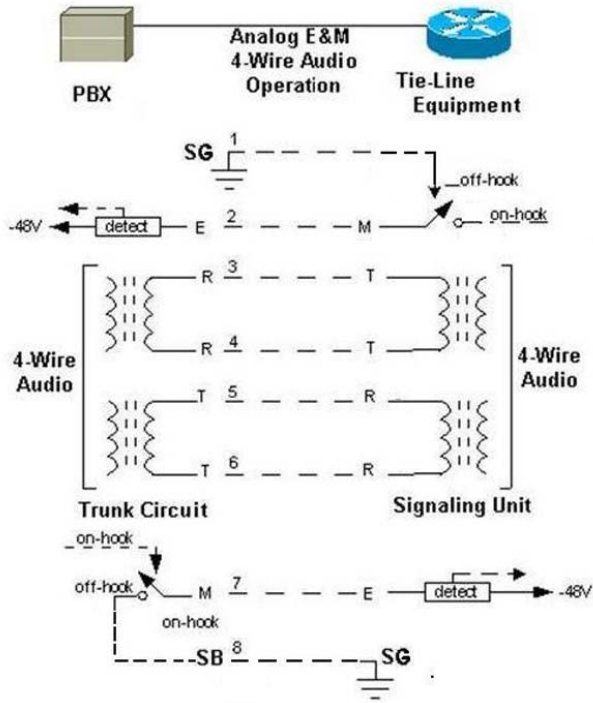 Analog E&M
4-Wire Audio
Operation
PBX
Tie-Line
Equipment
SG 1
off-hook
on-hook
-48V detect E 2 M
R 3 T
R 4 T
4-Wire
Audio
4-Wire
Audio
T 5 R
T 6 R
Trunk Circuit
Signaling Unit
on-hook
off-hook M 7 E detect -48V
on-hook
SB 8 SG